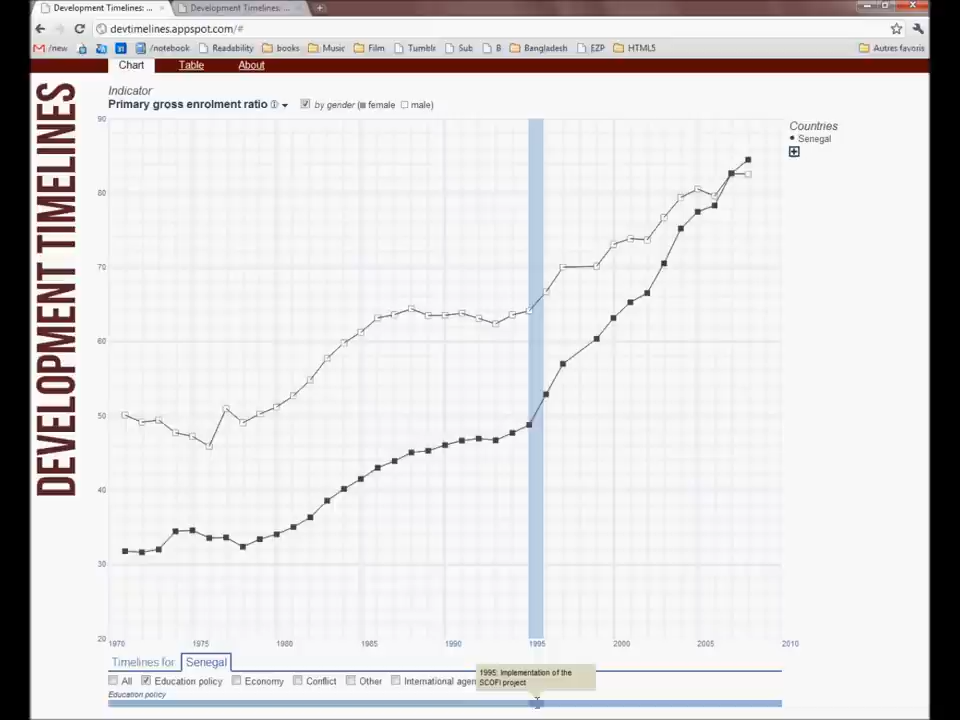 Development Timelines: ...
Development Timelines: ...
devtimelines.appspot.com/#
/new
/notebook
Readability
books
Music
Film
Tumblr
Sub
B
Bangladesh
EZP
HTML5
Autres favoris
Chart
Table
About
DEVELOPMENT TIMELINES
Indicator
Primary gross enrolment ratio
by gender (female male)
Countries
Senegal
90
80
70
60
50
40
30
20
1970 1975 1980 1985 1990 1995 2000 2005 2010
Timelines for Senegal
1995: Implementation of the
SCOFI project
All Education policy Economy Conflict Other International agen
Education policy